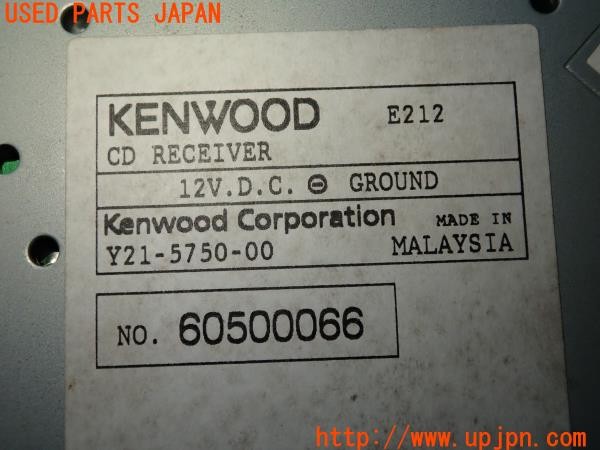 USED PARTS JAPAN
KENWOOD E212
CD RECEIVER
12V.D.C. ⊖ GROUND
Kenwood Corporation MADE IN
Y21-5750-00 MALAYSIA
NO. 60500066
UPJ
http://www.upjpn.com/